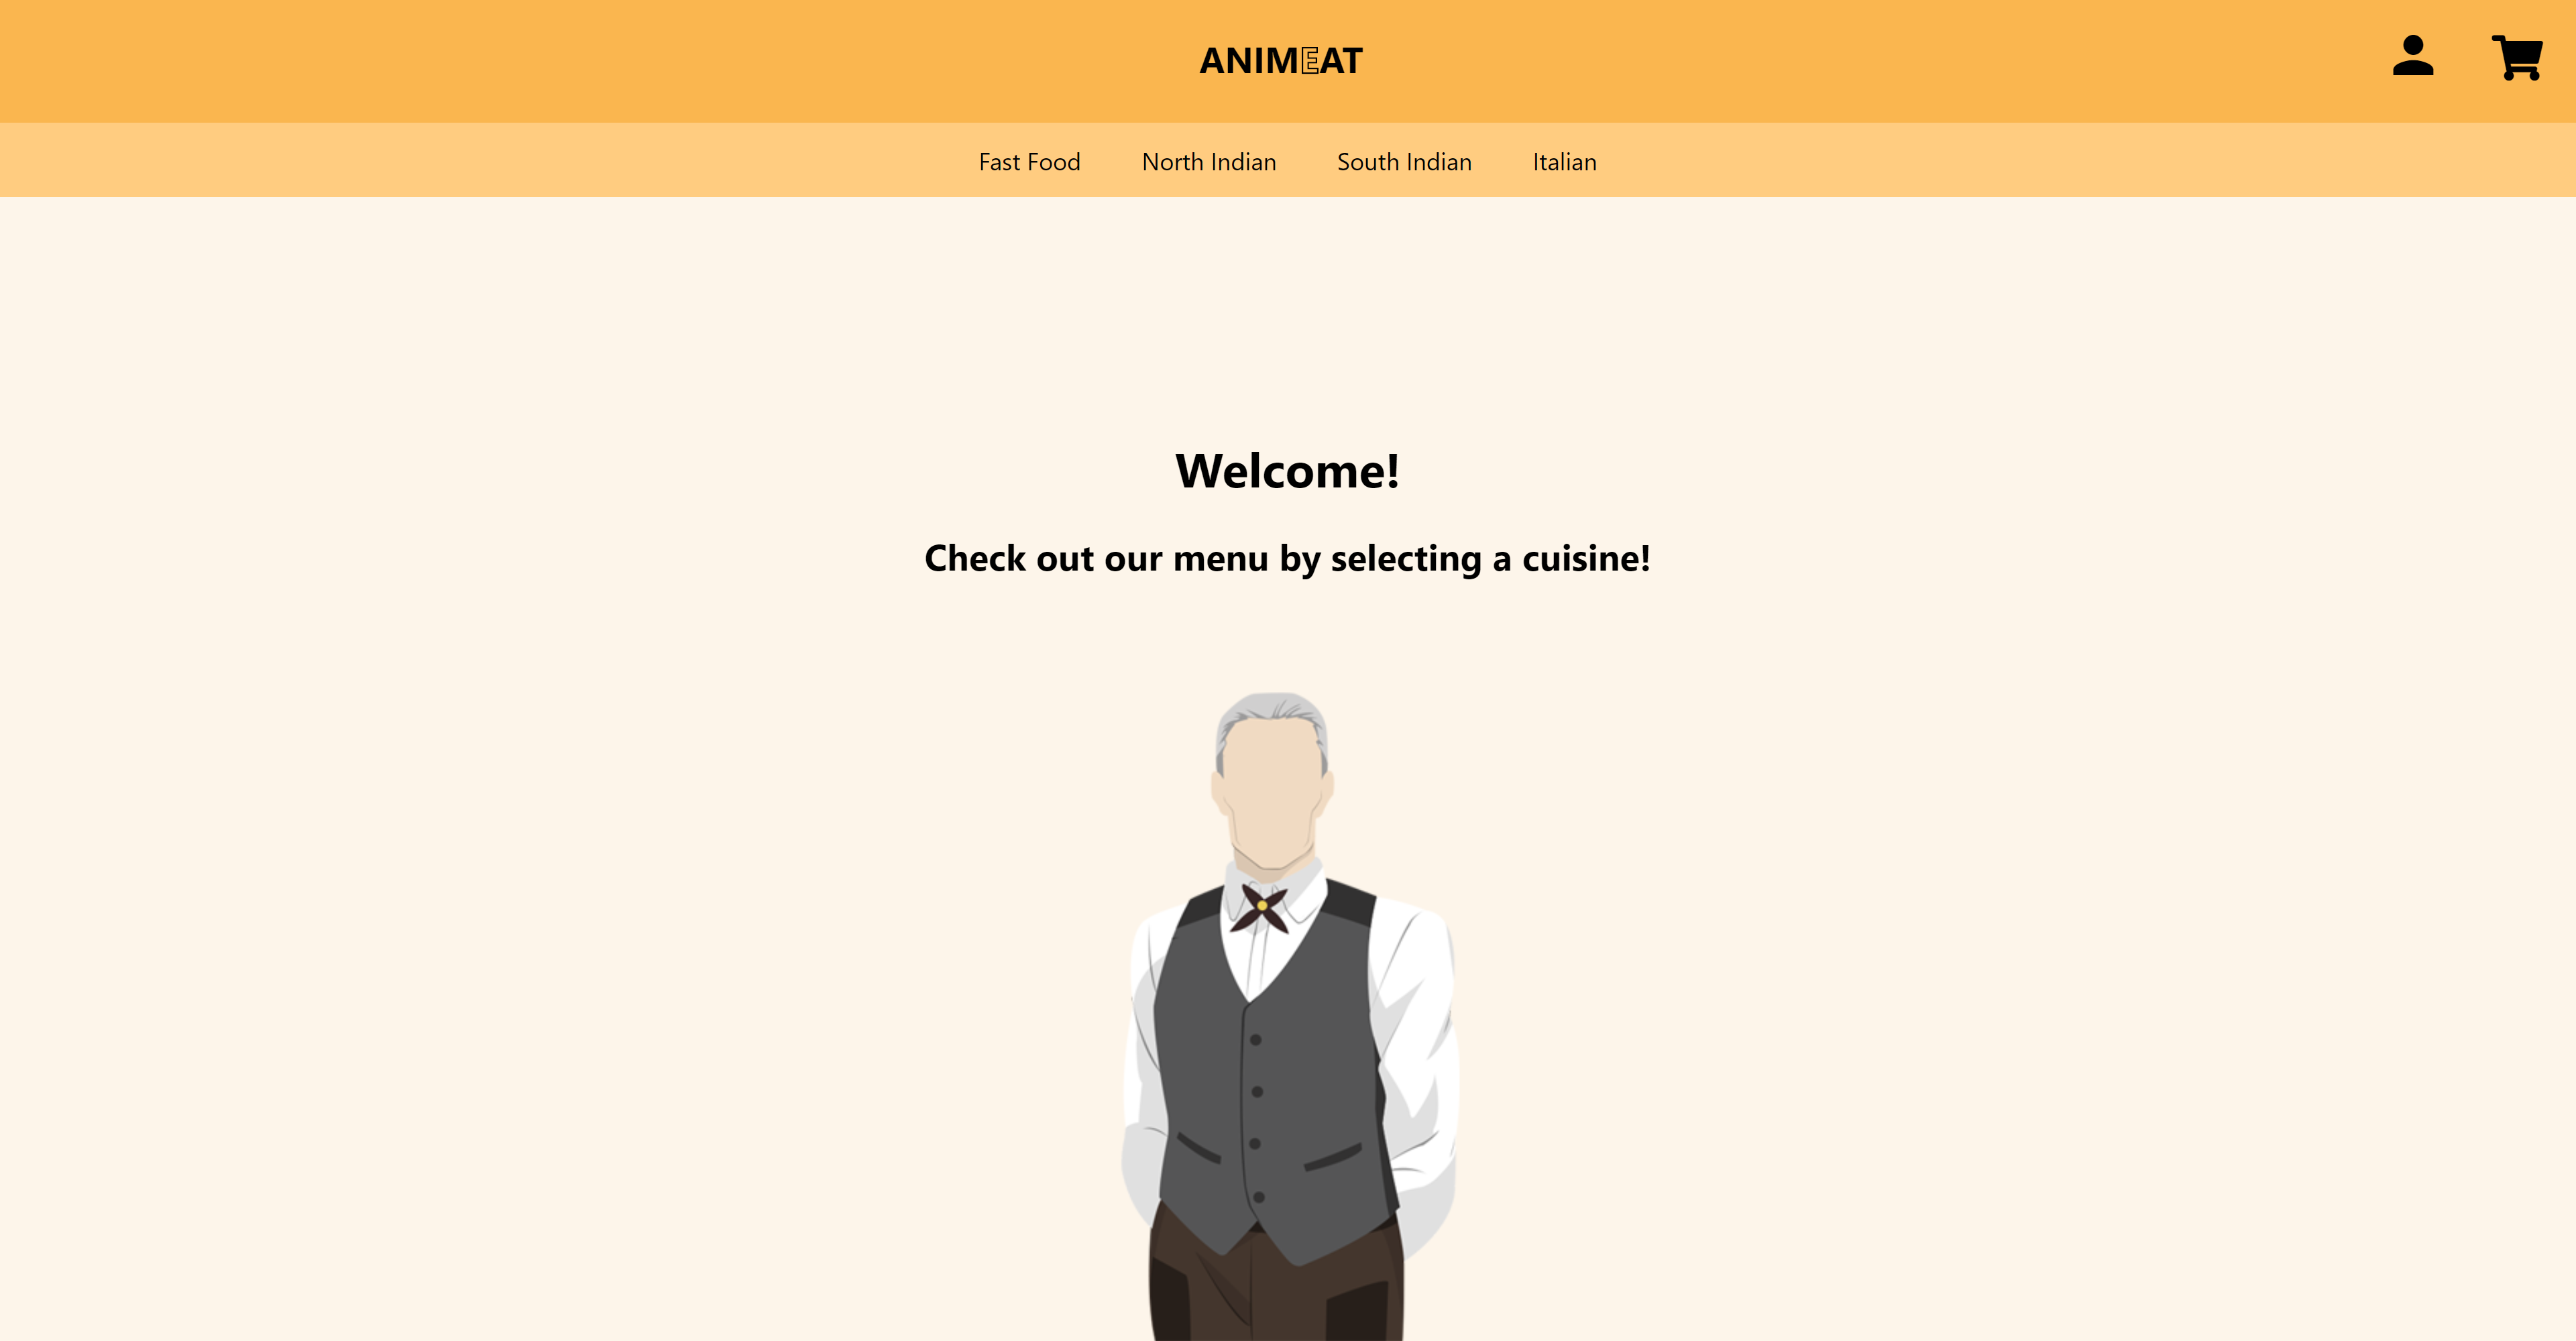 ANIMEAT
Fast Food North Indian South Indian Italian
Welcome!
Check out our menu by selecting a cuisine!